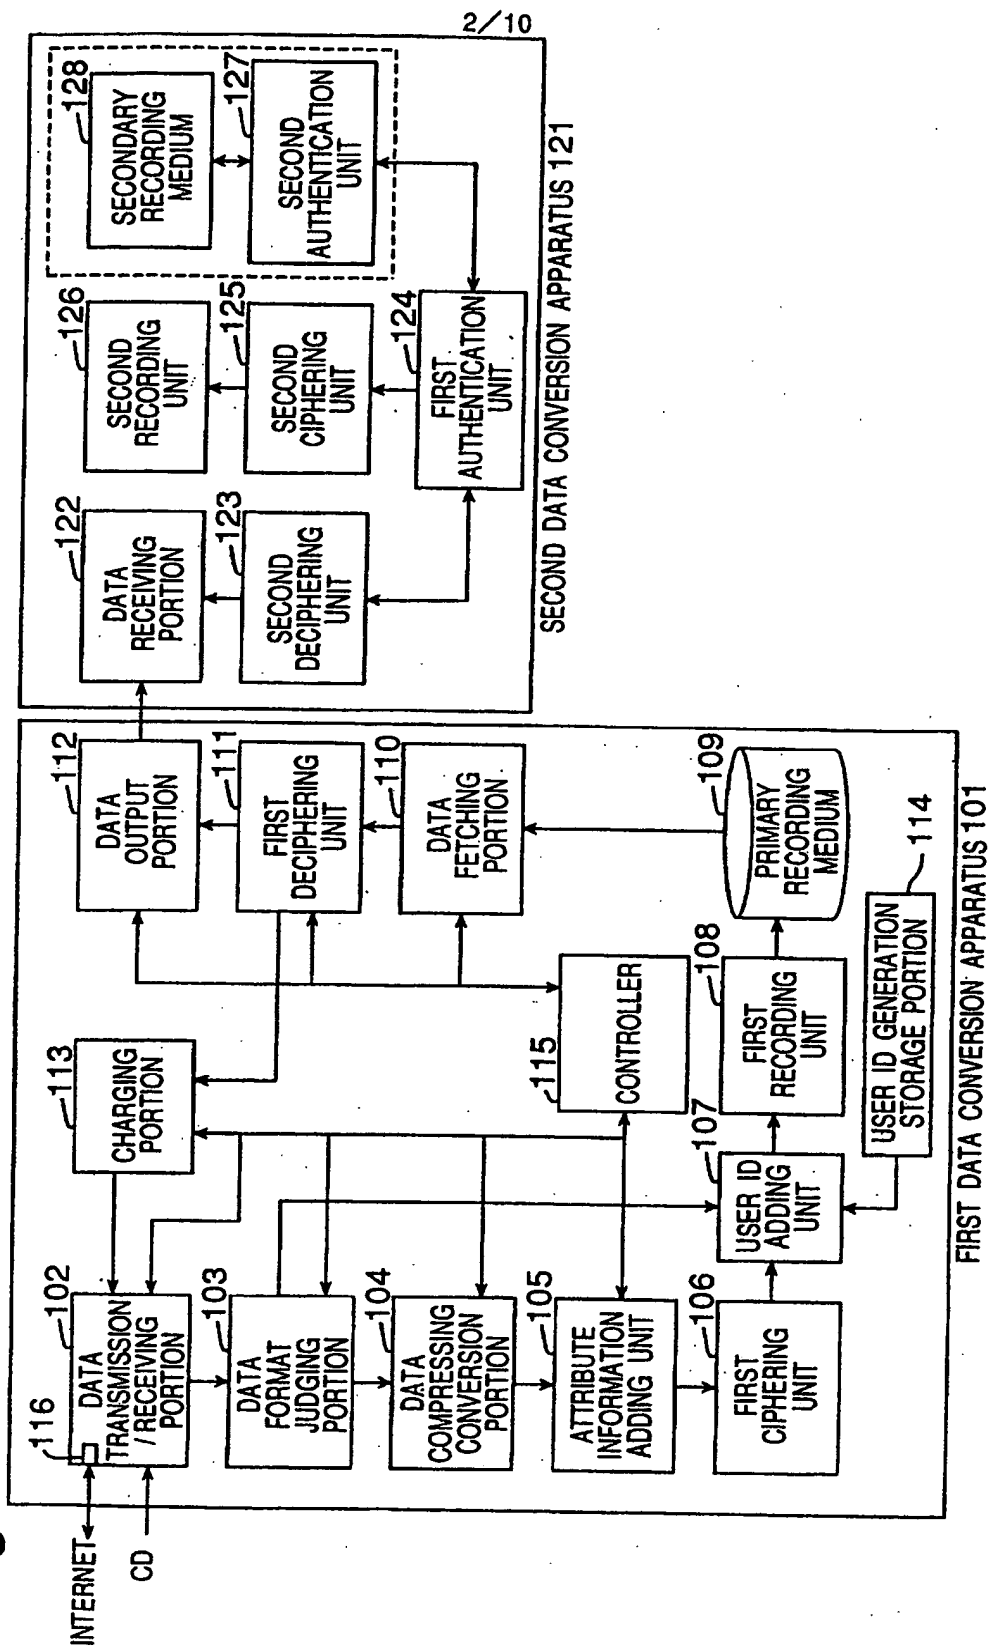 2/10
INTERNET
CD
116
102
DATA
TRANSMISSION
/RECEIVING
PORTION
103
DATA
FORMAT
JUDGING
PORTION
104
DATA
COMPRESSING
CONVERSION
PORTION
105
ATTRIBUTE
INFORMATION
ADDING UNIT
106
FIRST
CIPHERING
UNIT
113
CHARGING
PORTION
115
CONTROLLER
107
USER ID
ADDING
UNIT
108
FIRST
RECORDING
UNIT
USER ID GENERATION
STORAGE PORTION
114
112
DATA
OUTPUT
PORTION
111
FIRST
DECIPHERING
UNIT
110
DATA
FETCHING
PORTION
109
PRIMARY
RECORDING
MEDIUM
FIRST DATA CONVERSION APPARATUS 101
122
DATA
RECEIVING
PORTION
123
SECOND
DECIPHERING
UNIT
126
SECOND
RECORDING
UNIT
125
SECOND
CIPHERING
UNIT
124
FIRST
AUTHENTICATION
UNIT
128
SECONDARY
RECORDING
MEDIUM
127
SECOND
AUTHENTICATION
UNIT
SECOND DATA CONVERSION APPARATUS 121